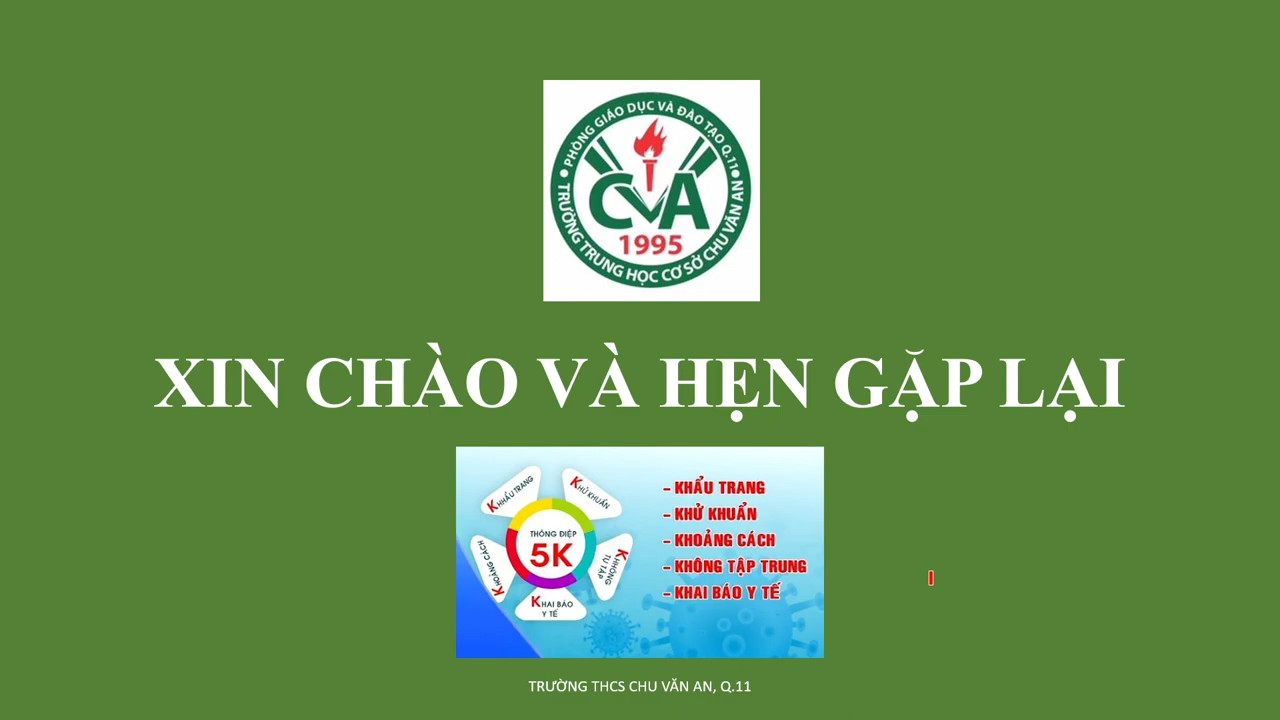 PHÒNG GIÁO DỤC VÀ ĐÀO TẠO Q.11
CVA
1995
TRƯỜNG TRUNG HỌC CƠ SỞ CHU VĂN AN
XIN CHÀO VÀ HẸN GẶP LẠI
KHẨU TRANG
KHỬ KHUẨN
KHOẢNG CÁCH
THÔNG ĐIỆP
5K
KHÔNG
TỤ TẬP
KHAI BÁO
Y TẾ
– KHẨU TRANG
– KHỬ KHUẨN
– KHOẢNG CÁCH
– KHÔNG TẬP TRUNG
– KHAI BÁO Y TẾ
TRƯỜNG THCS CHU VĂN AN, Q.11